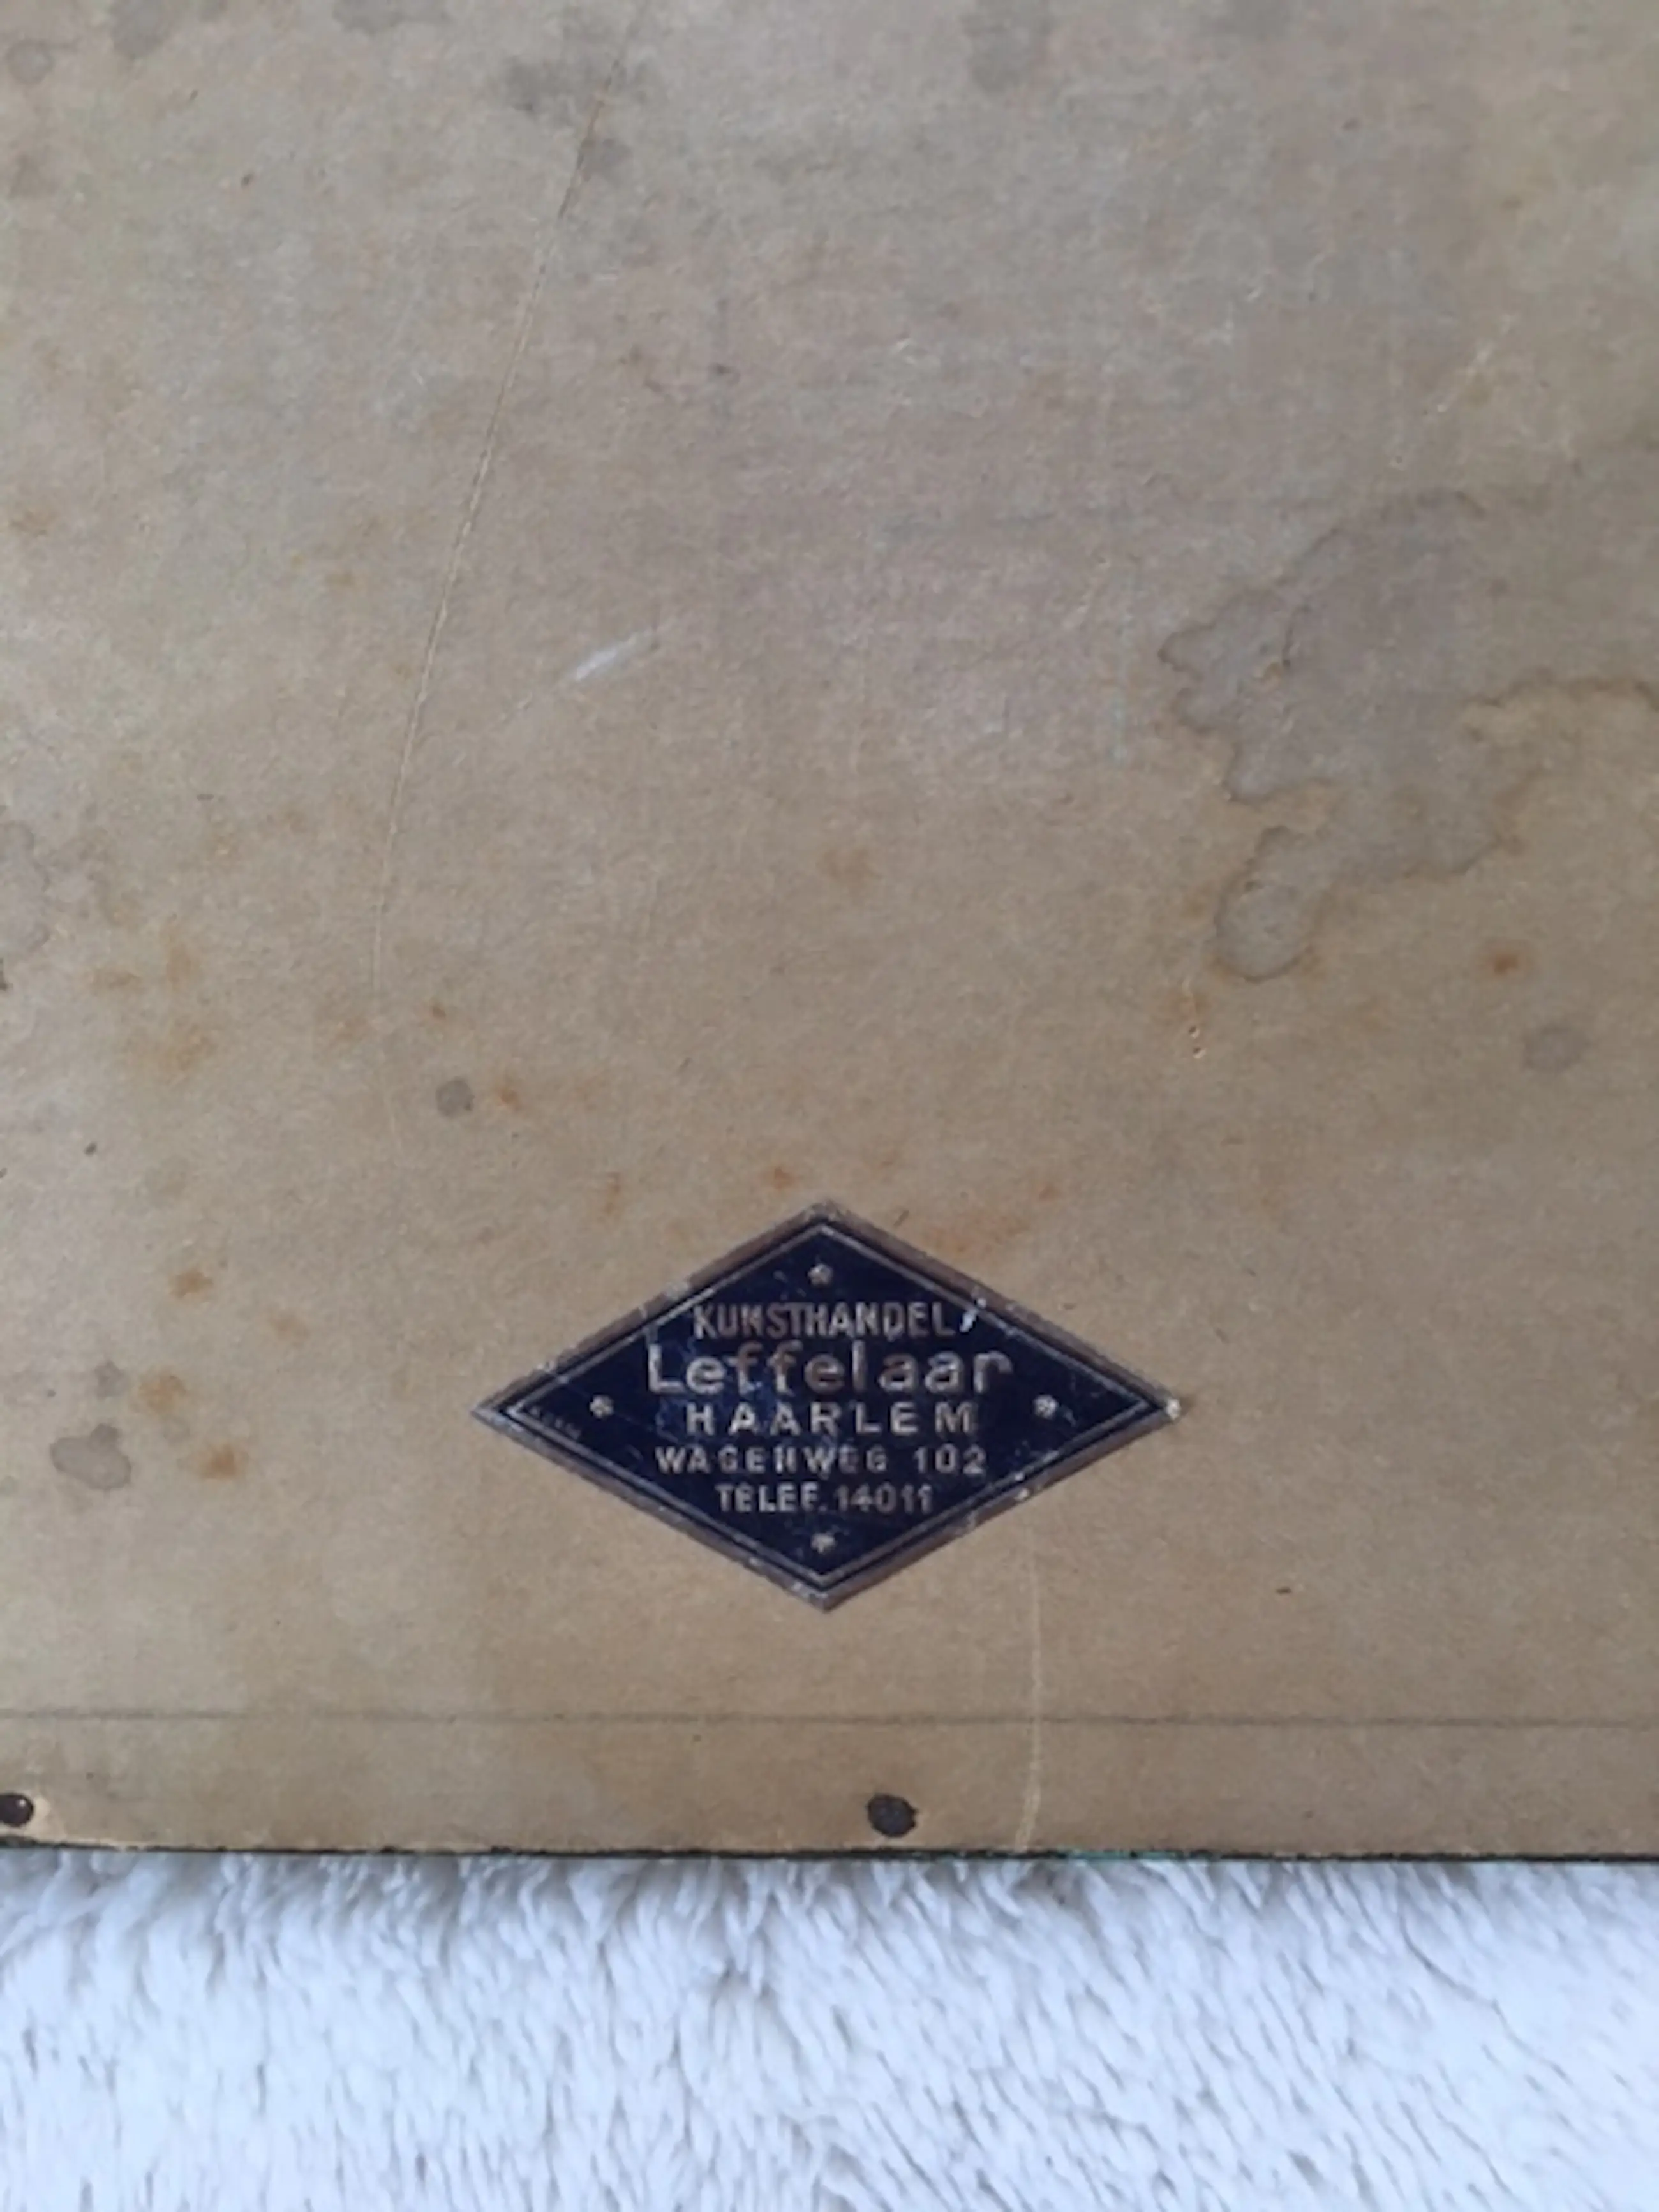 KUNSTHANDEL
Leffelaar
HAARLEM
WAGENWEG 102
TELEF. 14011